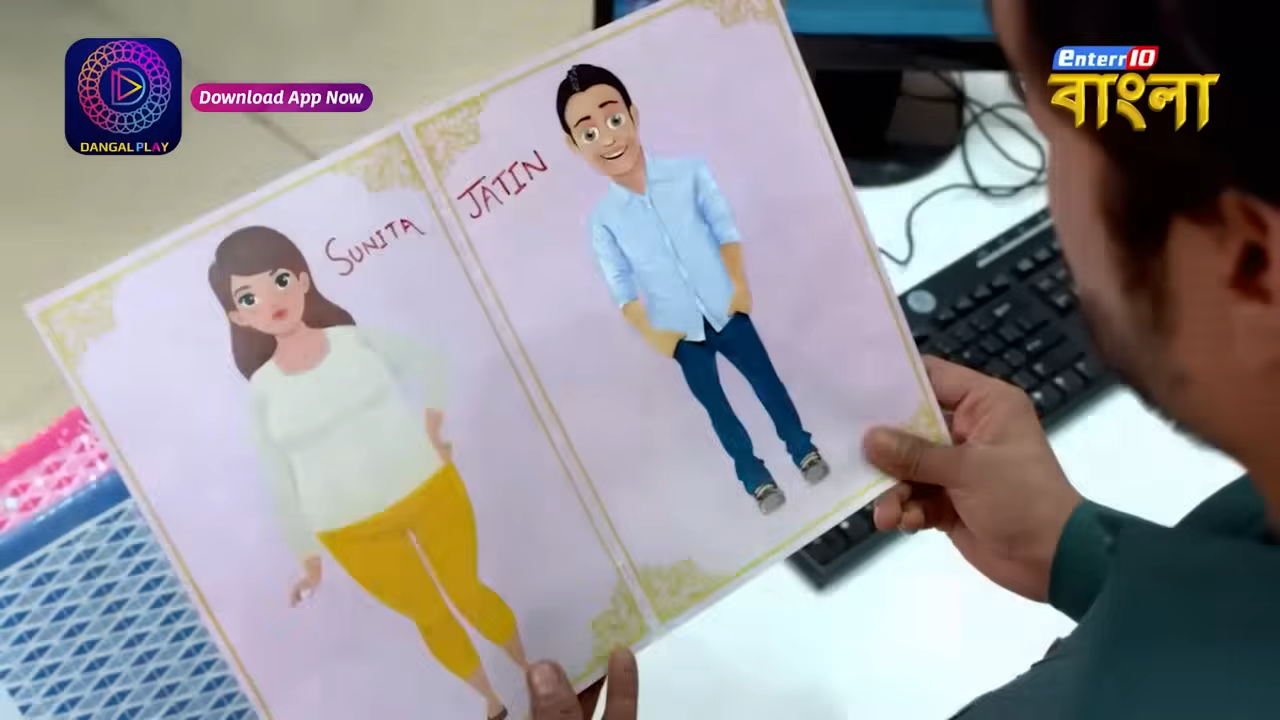 DANGAL PLAY
Download App Now
Enterr10
বাংলা
SUNITA
JATIN